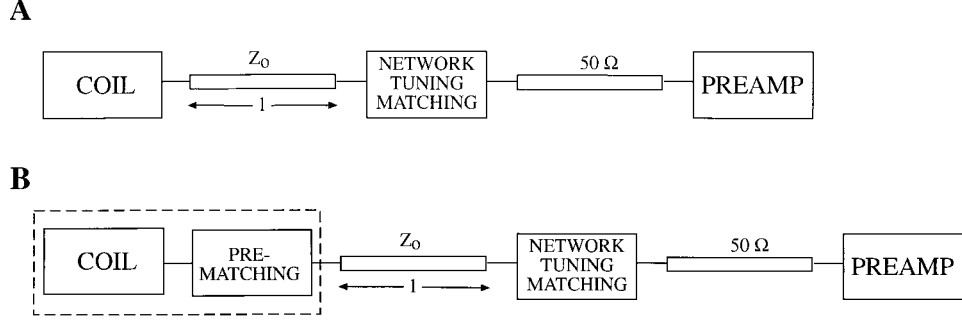 A
COIL
Zo
l
NETWORK
TUNING
MATCHING
50 Ω
PREAMP
B
COIL
PRE-
MATCHING
Zo
l
NETWORK
TUNING
MATCHING
50 Ω
PREAMP